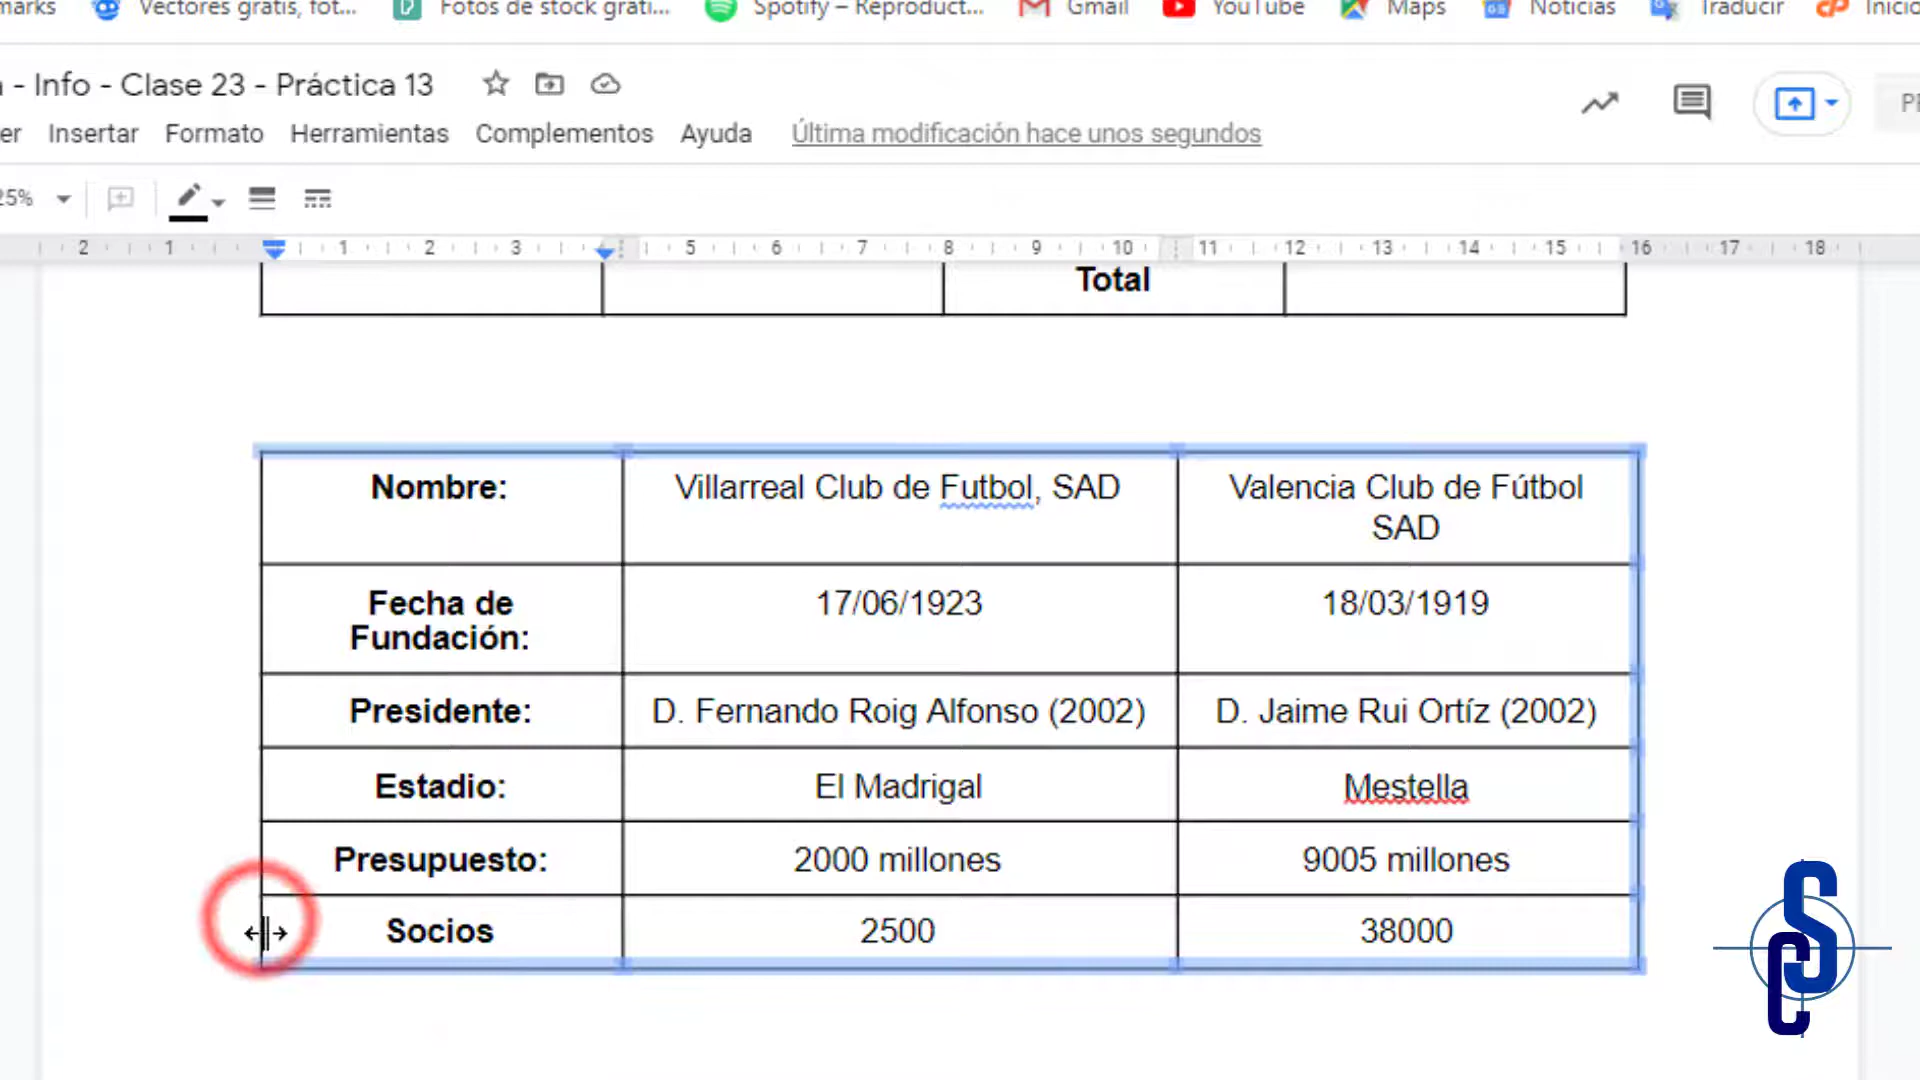 marks Vectores gratis, fot... Fotos de stock grati... Spotify – Reproduct... Gmail YouTube Maps Noticias Traducir Inicio
- Info - Clase 23 - Práctica 13
er Insertar Formato Herramientas Complementos Ayuda Última modificación hace unos segundos
25%
2 1 1 2 3 5 6 7 8 9 10 11 12 13 14 15 16 17 18
Total
Nombre: Villarreal Club de Futbol, SAD Valencia Club de Fútbol
SAD
Fecha de 17/06/1923 18/03/1919
Fundación:
Presidente: D. Fernando Roig Alfonso (2002) D. Jaime Rui Ortíz (2002)
Estadio: El Madrigal Mestella
Presupuesto: 2000 millones 9005 millones
Socios 2500 38000
SC